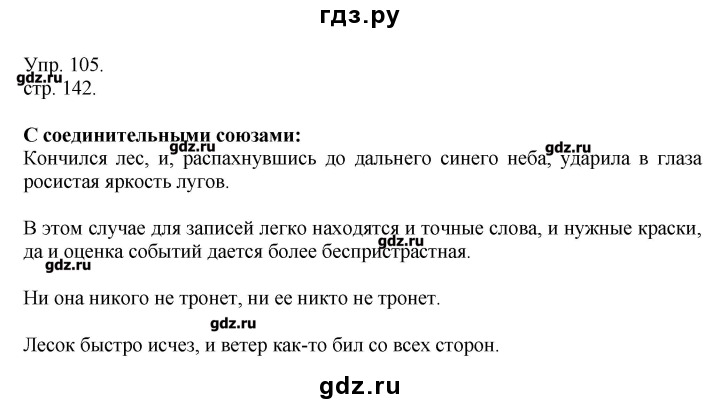 гдз.ру
Упр. 105.
gdz.ru
стр. 142.
С соединительными союзами:
gdz.ru
gdz.ru
Кончился лес, и, распахнувшись до дальнего синего неба, ударила в глаза
росистая яркость лугов.
В этом случае для записей легко находятся и точные слова, и нужные краски,
gdz.ru
да и оценка событий дается более беспристрастная.
gdz.ru
Ни она никого не тронет, ни ее никто не тронет.
gdz.ru
Лесок быстро исчез, и ветер как-то бил со всех сторон.
gdz.ru